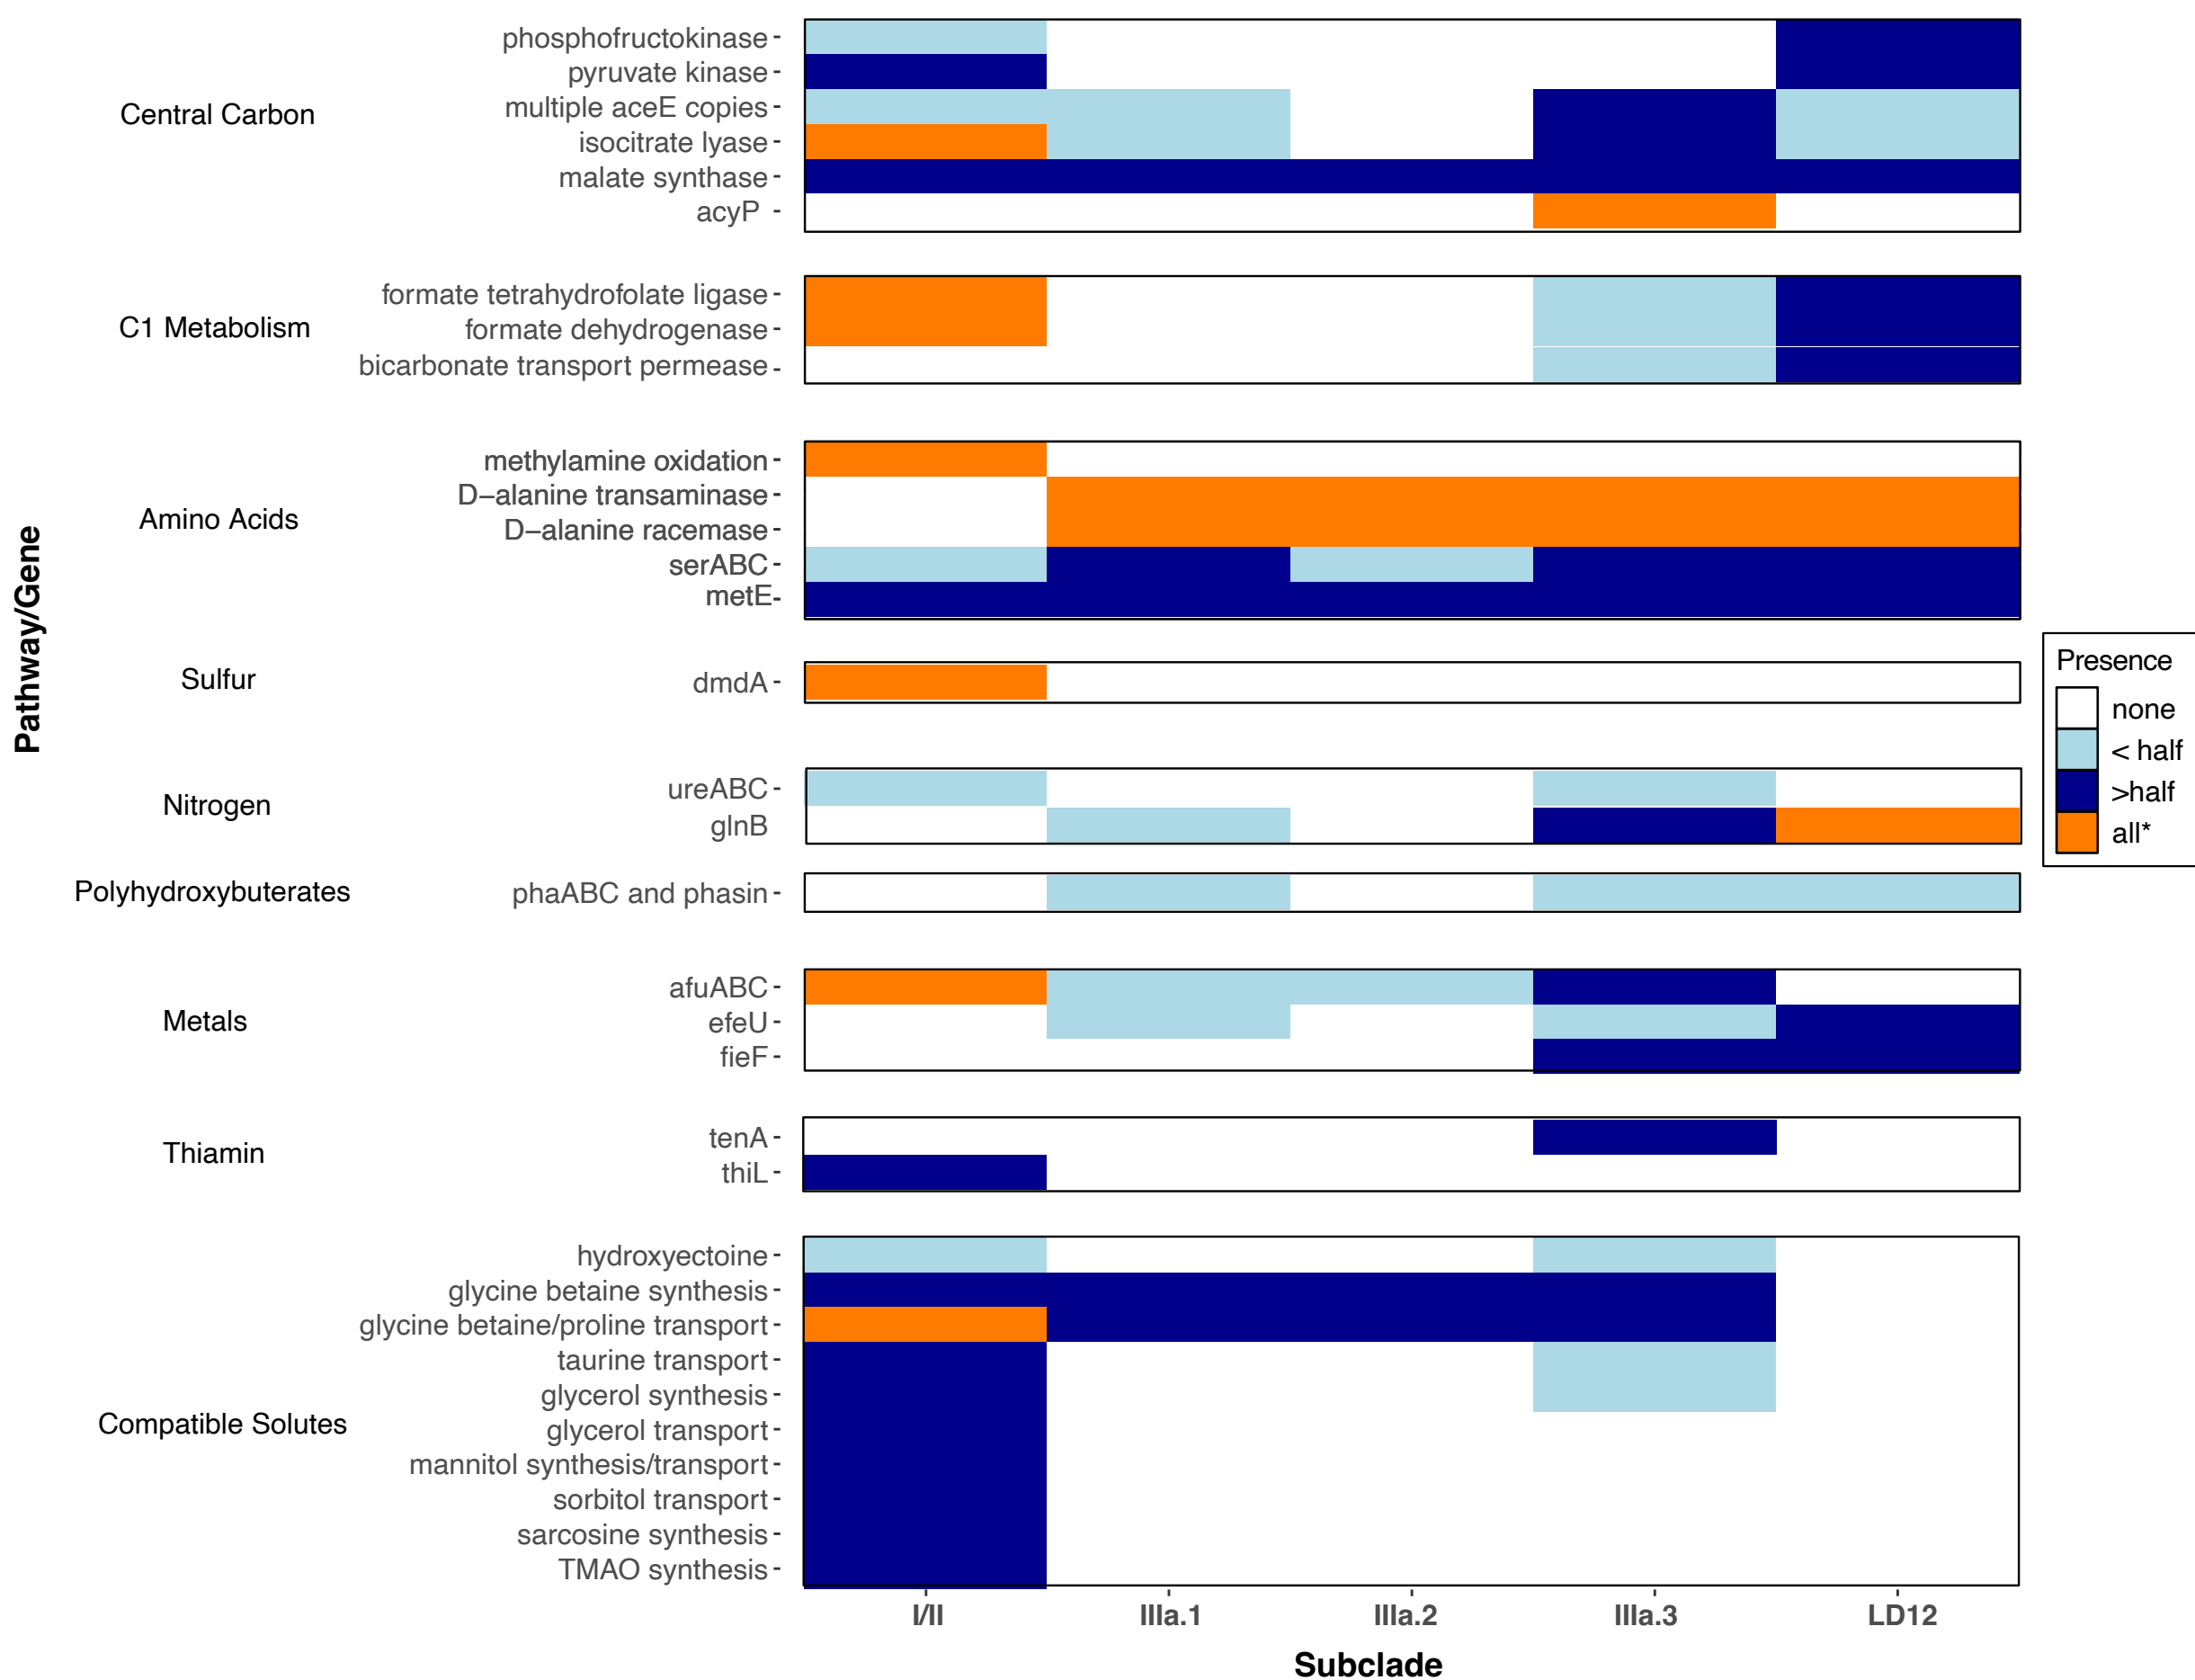 Pathway/Gene
Central Carbon
phosphofructokinase
pyruvate kinase
multiple aceE copies
isocitrate lyase
malate synthase
acyP
C1 Metabolism
formate tetrahydrofolate ligase
formate dehydrogenase
bicarbonate transport permease
Amino Acids
methylamine oxidation
D−alanine transaminase
D−alanine racemase
serABC
metE
Sulfur
dmdA
Nitrogen
ureABC
glnB
Polyhydroxybuterates
phaABC and phasin
Metals
afuABC
efeU
fieF
Thiamin
tenA
thiL
Compatible Solutes
hydroxyectoine
glycine betaine synthesis
glycine betaine/proline transport
taurine transport
glycerol synthesis
glycerol transport
mannitol synthesis/transport
sorbitol transport
sarcosine synthesis
TMAO synthesis
I/II
IIIa.1
IIIa.2
IIIa.3
LD12
Subclade
Presence
none
< half
>half
all*